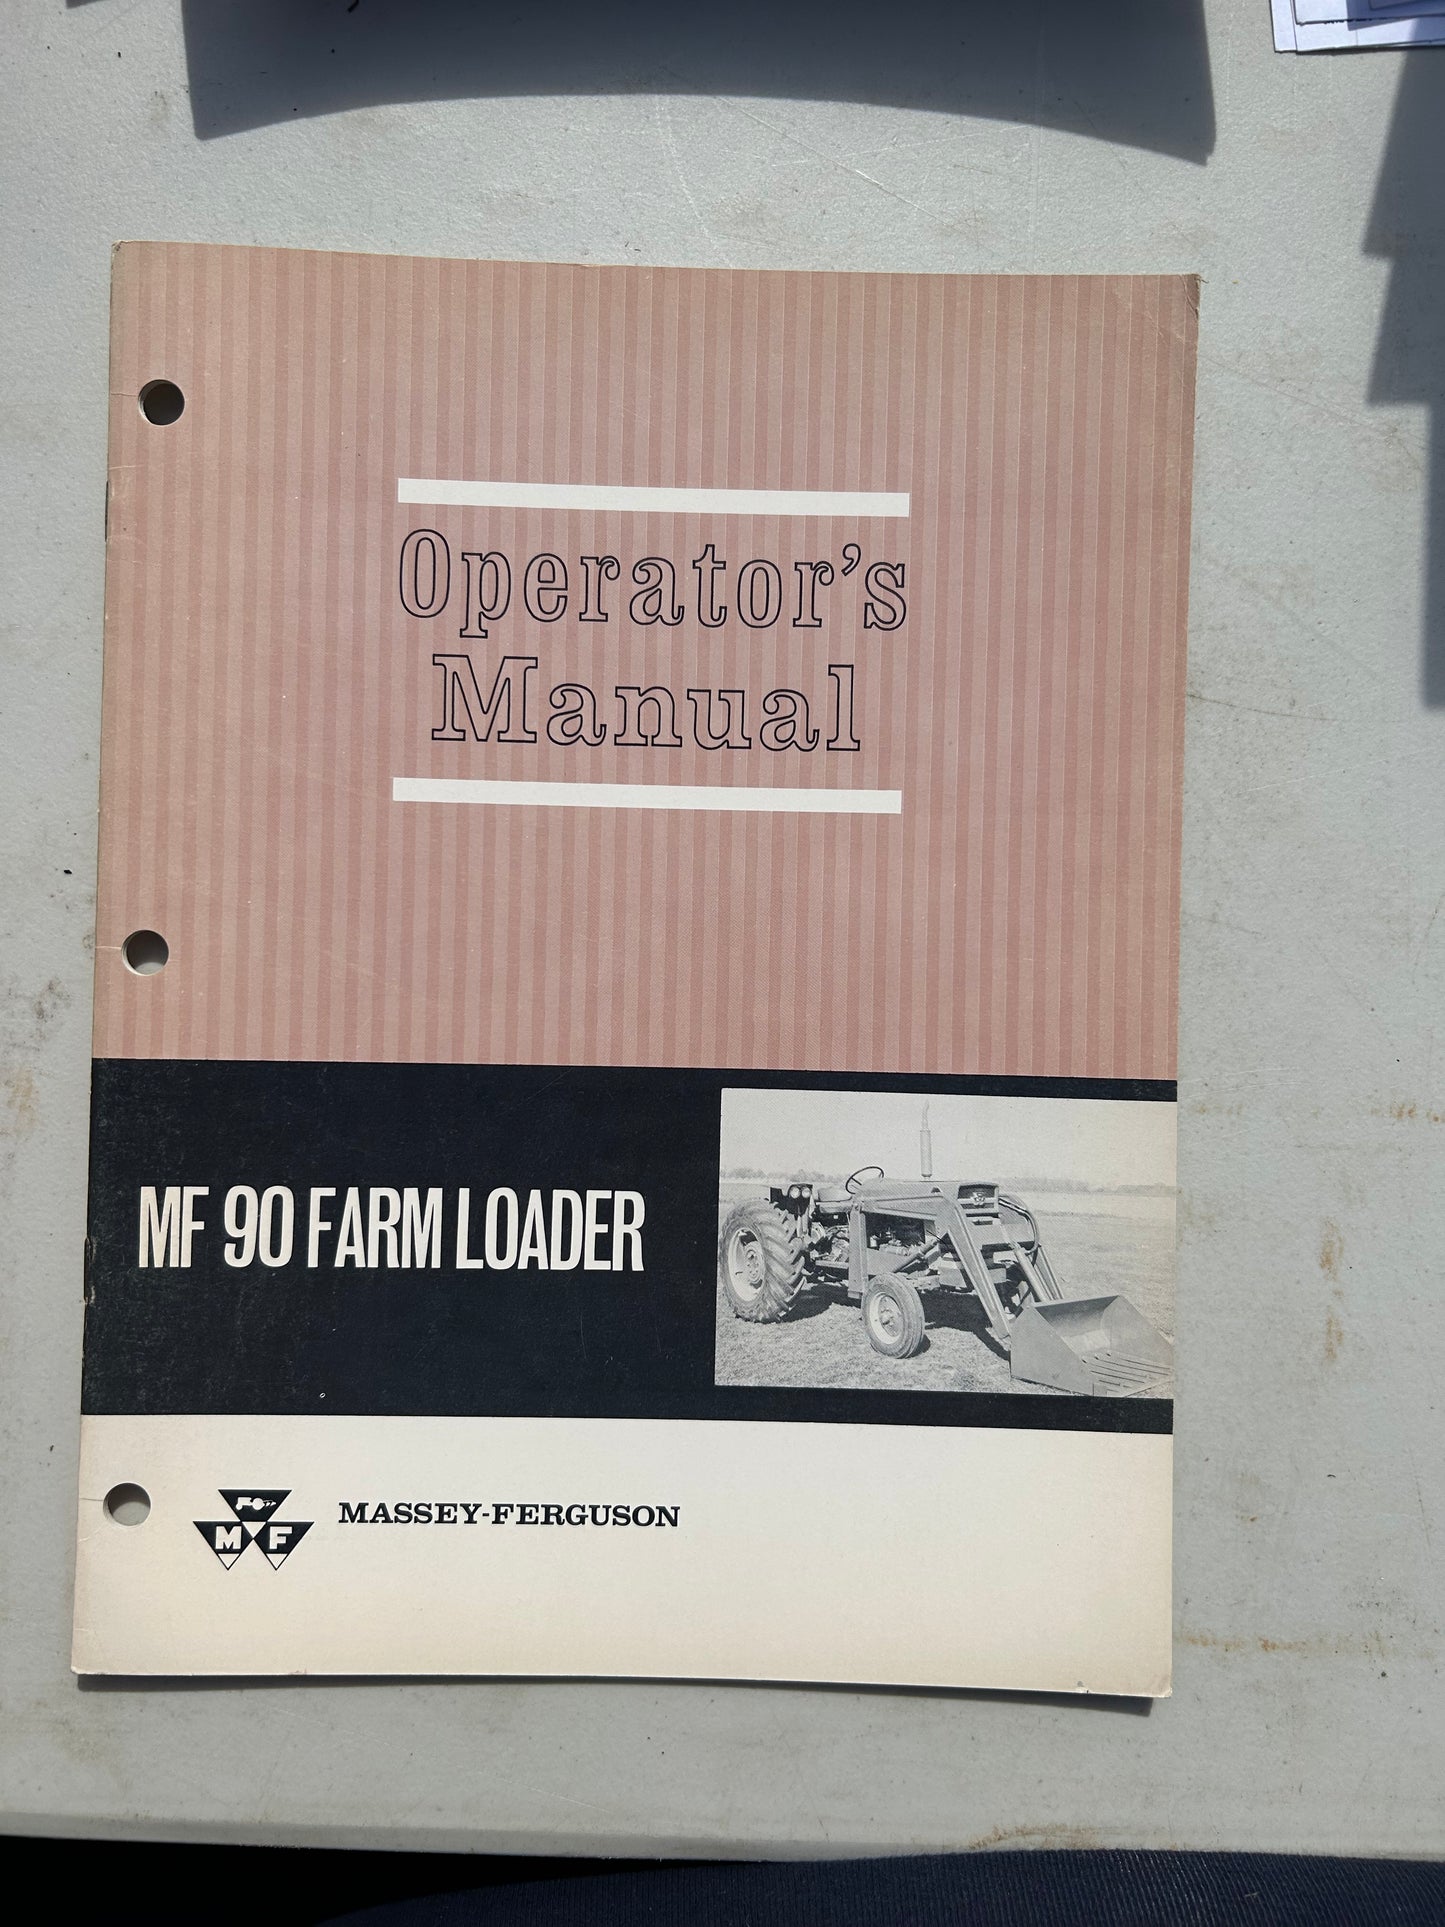 Operator's
Manual
MF 90 FARM LOADER
M F
MASSEY-FERGUSON